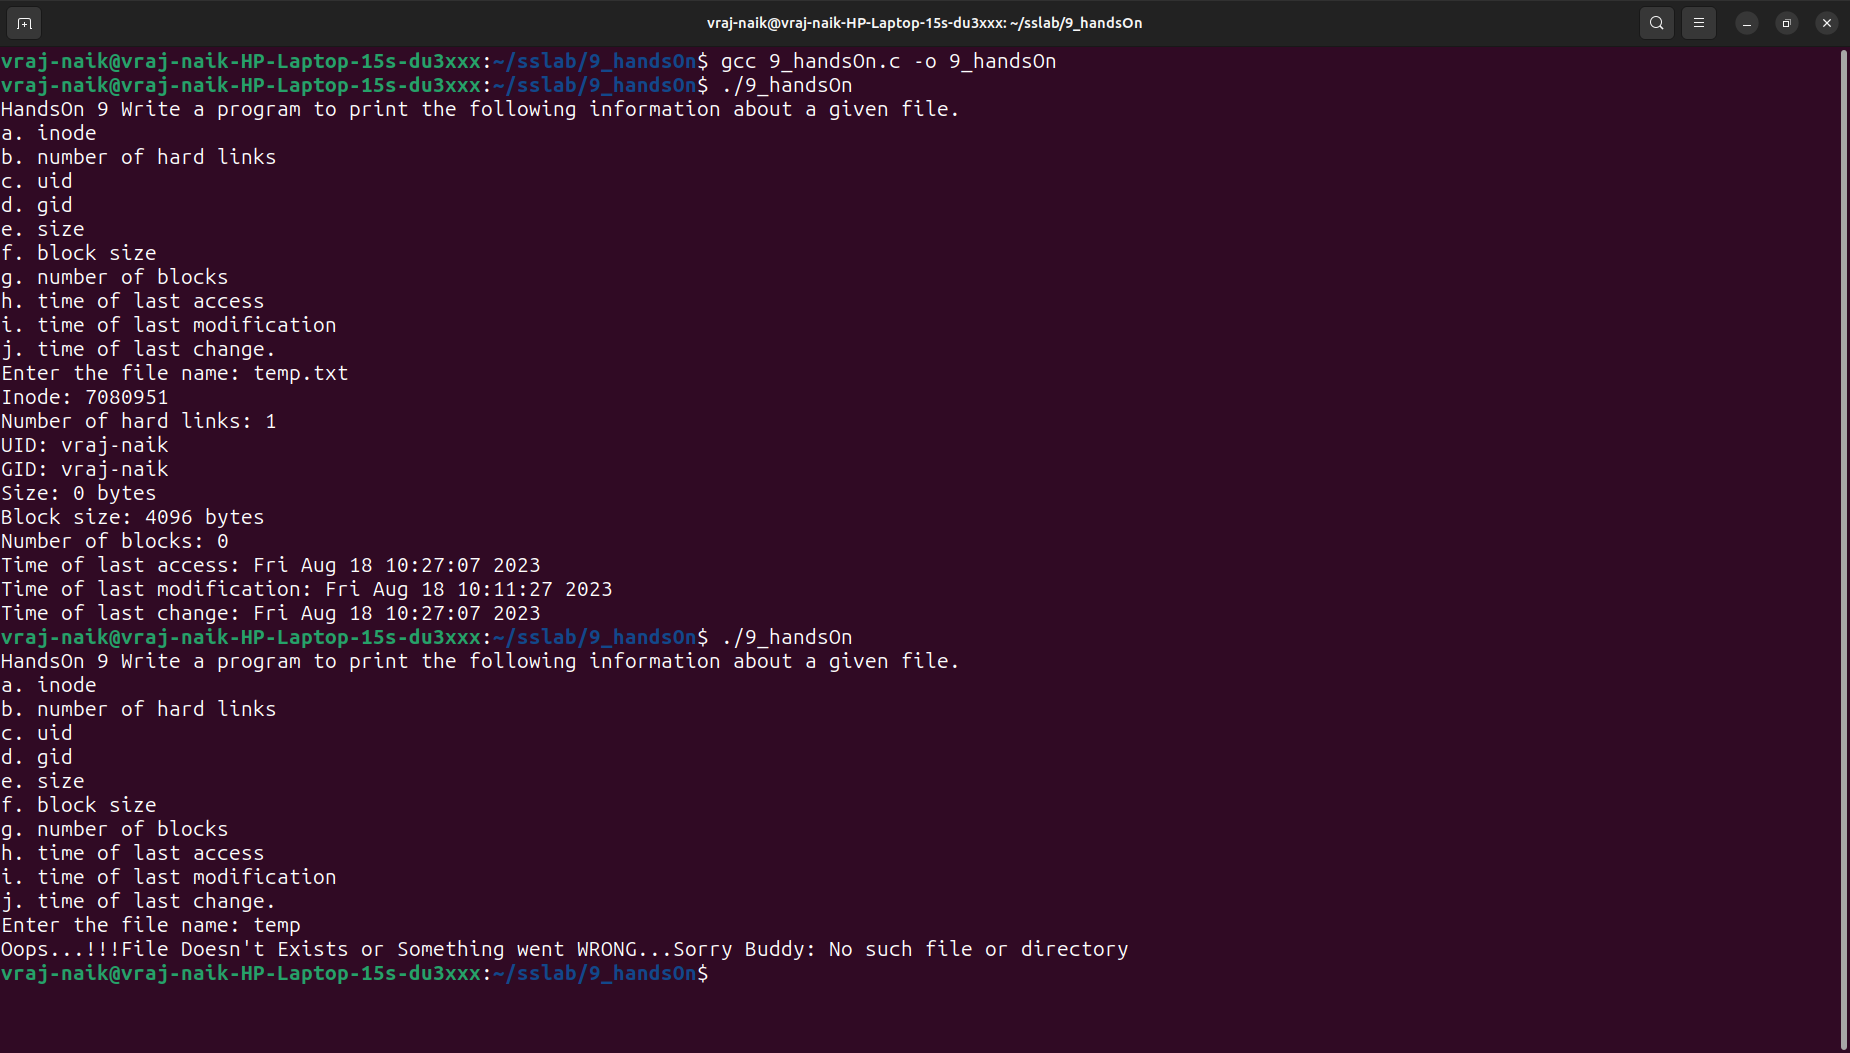 vraj-naik@vraj-naik-HP-Laptop-15s-du3xxx: ~/sslab/9_handsOn
vraj-naik@vraj-naik-HP-Laptop-15s-du3xxx:~/sslab/9_handsOn$ gcc 9_handsOn.c -o 9_handsOn
vraj-naik@vraj-naik-HP-Laptop-15s-du3xxx:~/sslab/9_handsOn$ ./9_handsOn
HandsOn 9 Write a program to print the following information about a given file.
a. inode
b. number of hard links
c. uid
d. gid
e. size
f. block size
g. number of blocks
h. time of last access
i. time of last modification
j. time of last change.
Enter the file name: temp.txt
Inode: 7080951
Number of hard links: 1
UID: vraj-naik
GID: vraj-naik
Size: 0 bytes
Block size: 4096 bytes
Number of blocks: 0
Time of last access: Fri Aug 18 10:27:07 2023
Time of last modification: Fri Aug 18 10:11:27 2023
Time of last change: Fri Aug 18 10:27:07 2023
vraj-naik@vraj-naik-HP-Laptop-15s-du3xxx:~/sslab/9_handsOn$ ./9_handsOn
HandsOn 9 Write a program to print the following information about a given file.
a. inode
b. number of hard links
c. uid
d. gid
e. size
f. block size
g. number of blocks
h. time of last access
i. time of last modification
j. time of last change.
Enter the file name: temp
Oops...!!!File Doesn't Exists or Something went WRONG...Sorry Buddy: No such file or directory
vraj-naik@vraj-naik-HP-Laptop-15s-du3xxx:~/sslab/9_handsOn$